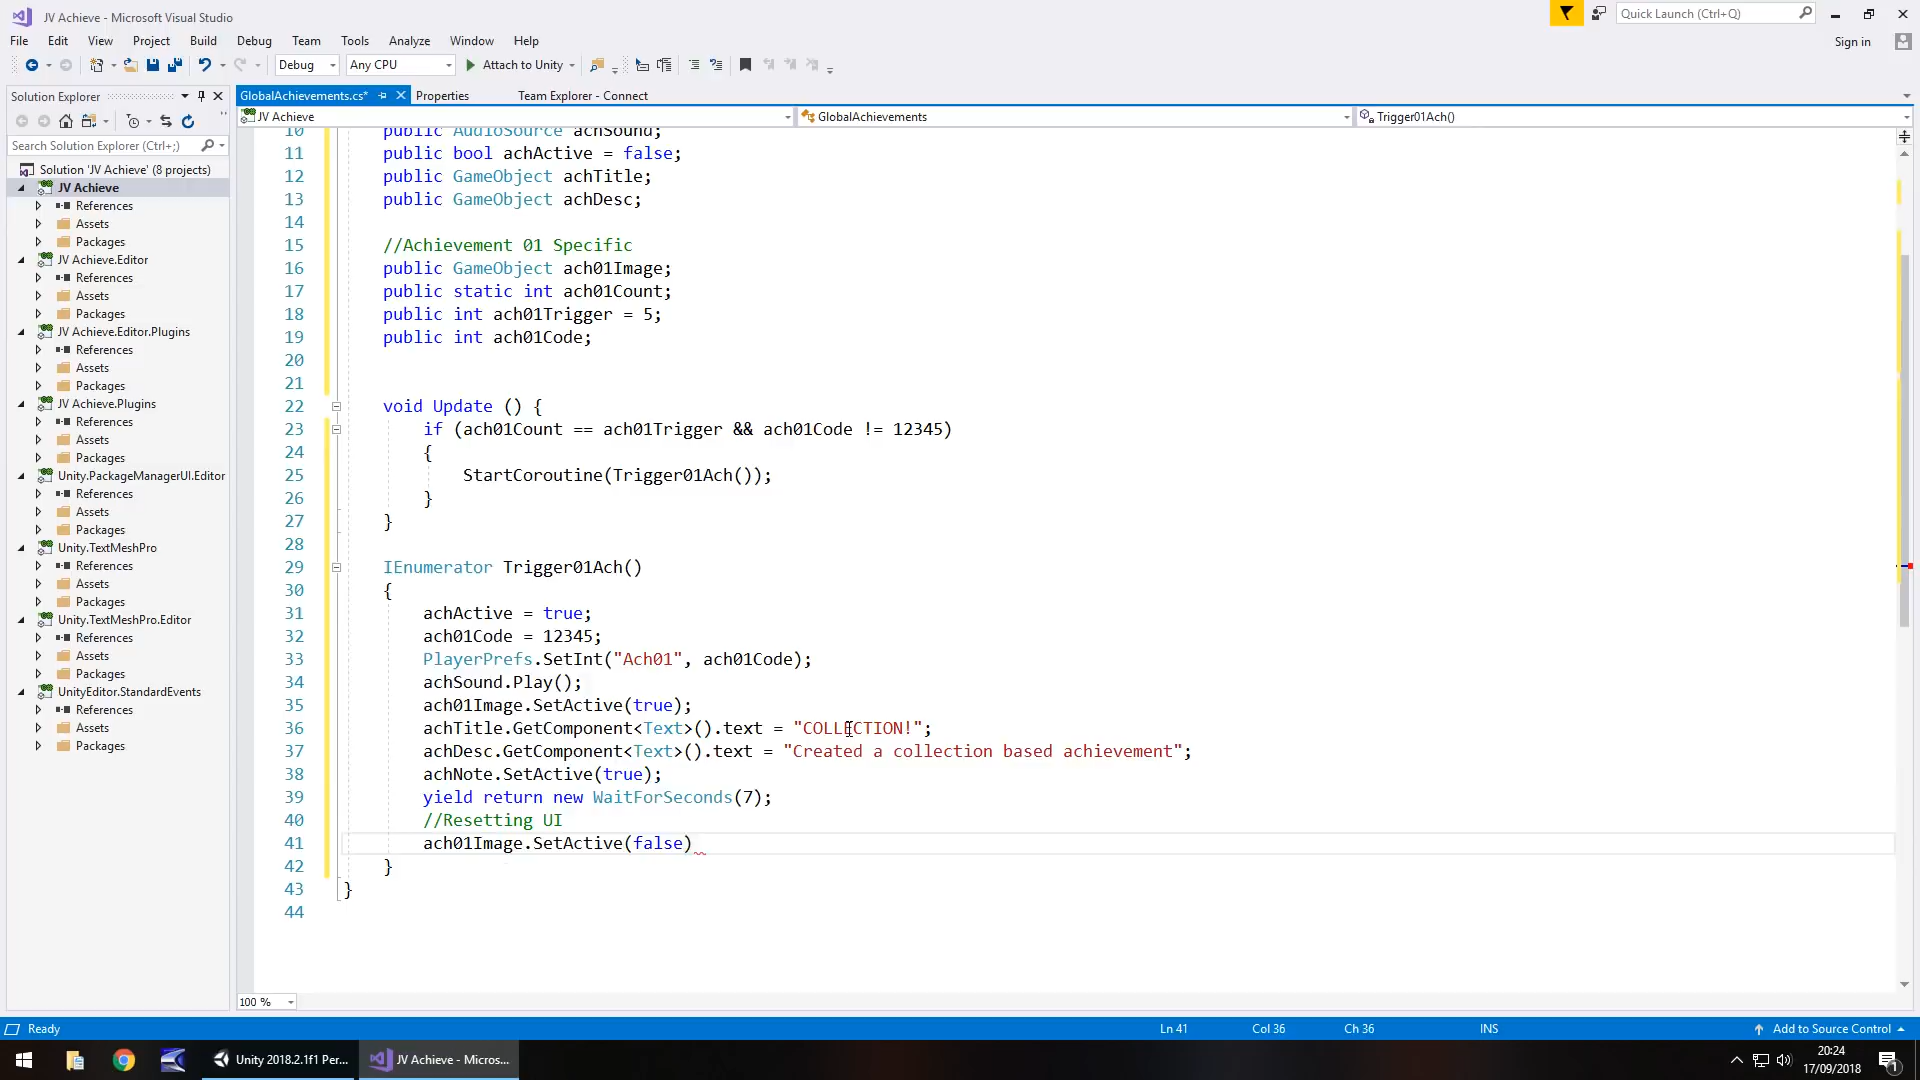 JV Achieve - Microsoft Visual Studio
Quick Launch (Ctrl+Q)
File Edit View Project Build Debug Team Tools Analyze Window Help
Sign in
Debug Any CPU Attach to Unity
Solution Explorer
GlobalAchievements.cs* Properties Team Explorer - Connect
JV Achieve GlobalAchievements Trigger01Ach()
Search Solution Explorer (Ctrl+;)
Solution 'JV Achieve' (8 projects)
JV Achieve
References
Assets
Packages
JV Achieve.Editor
References
Assets
Packages
JV Achieve.Editor.Plugins
References
Assets
Packages
JV Achieve.Plugins
References
Assets
Packages
Unity.PackageManagerUI.Editor
References
Assets
Packages
Unity.TextMeshPro
References
Assets
Packages
Unity.TextMeshPro.Editor
References
Assets
Packages
UnityEditor.StandardEvents
References
Assets
Packages
10 public AudioSource achSound;
11 public bool achActive = false;
12 public GameObject achTitle;
13 public GameObject achDesc;
14
15 //Achievement 01 Specific
16 public GameObject ach01Image;
17 public static int ach01Count;
18 public int ach01Trigger = 5;
19 public int ach01Code;
20
21
22 void Update () {
23 if (ach01Count == ach01Trigger && ach01Code != 12345)
24 {
25 StartCoroutine(Trigger01Ach());
26 }
27 }
28
29 IEnumerator Trigger01Ach()
30 {
31 achActive = true;
32 ach01Code = 12345;
33 PlayerPrefs.SetInt("Ach01", ach01Code);
34 achSound.Play();
35 ach01Image.SetActive(true);
36 achTitle.GetComponent<Text>().text = "COLLECTION!";
37 achDesc.GetComponent<Text>().text = "Created a collection based achievement";
38 achNote.SetActive(true);
39 yield return new WaitForSeconds(7);
40 //Resetting UI
41 ach01Image.SetActive(false)
42 }
43 }
44
100 %
Ready Ln 41 Col 36 Ch 36 INS Add to Source Control
Unity 2018.2.1f1 Per... JV Achieve - Micros...
20:24
17/09/2018
1